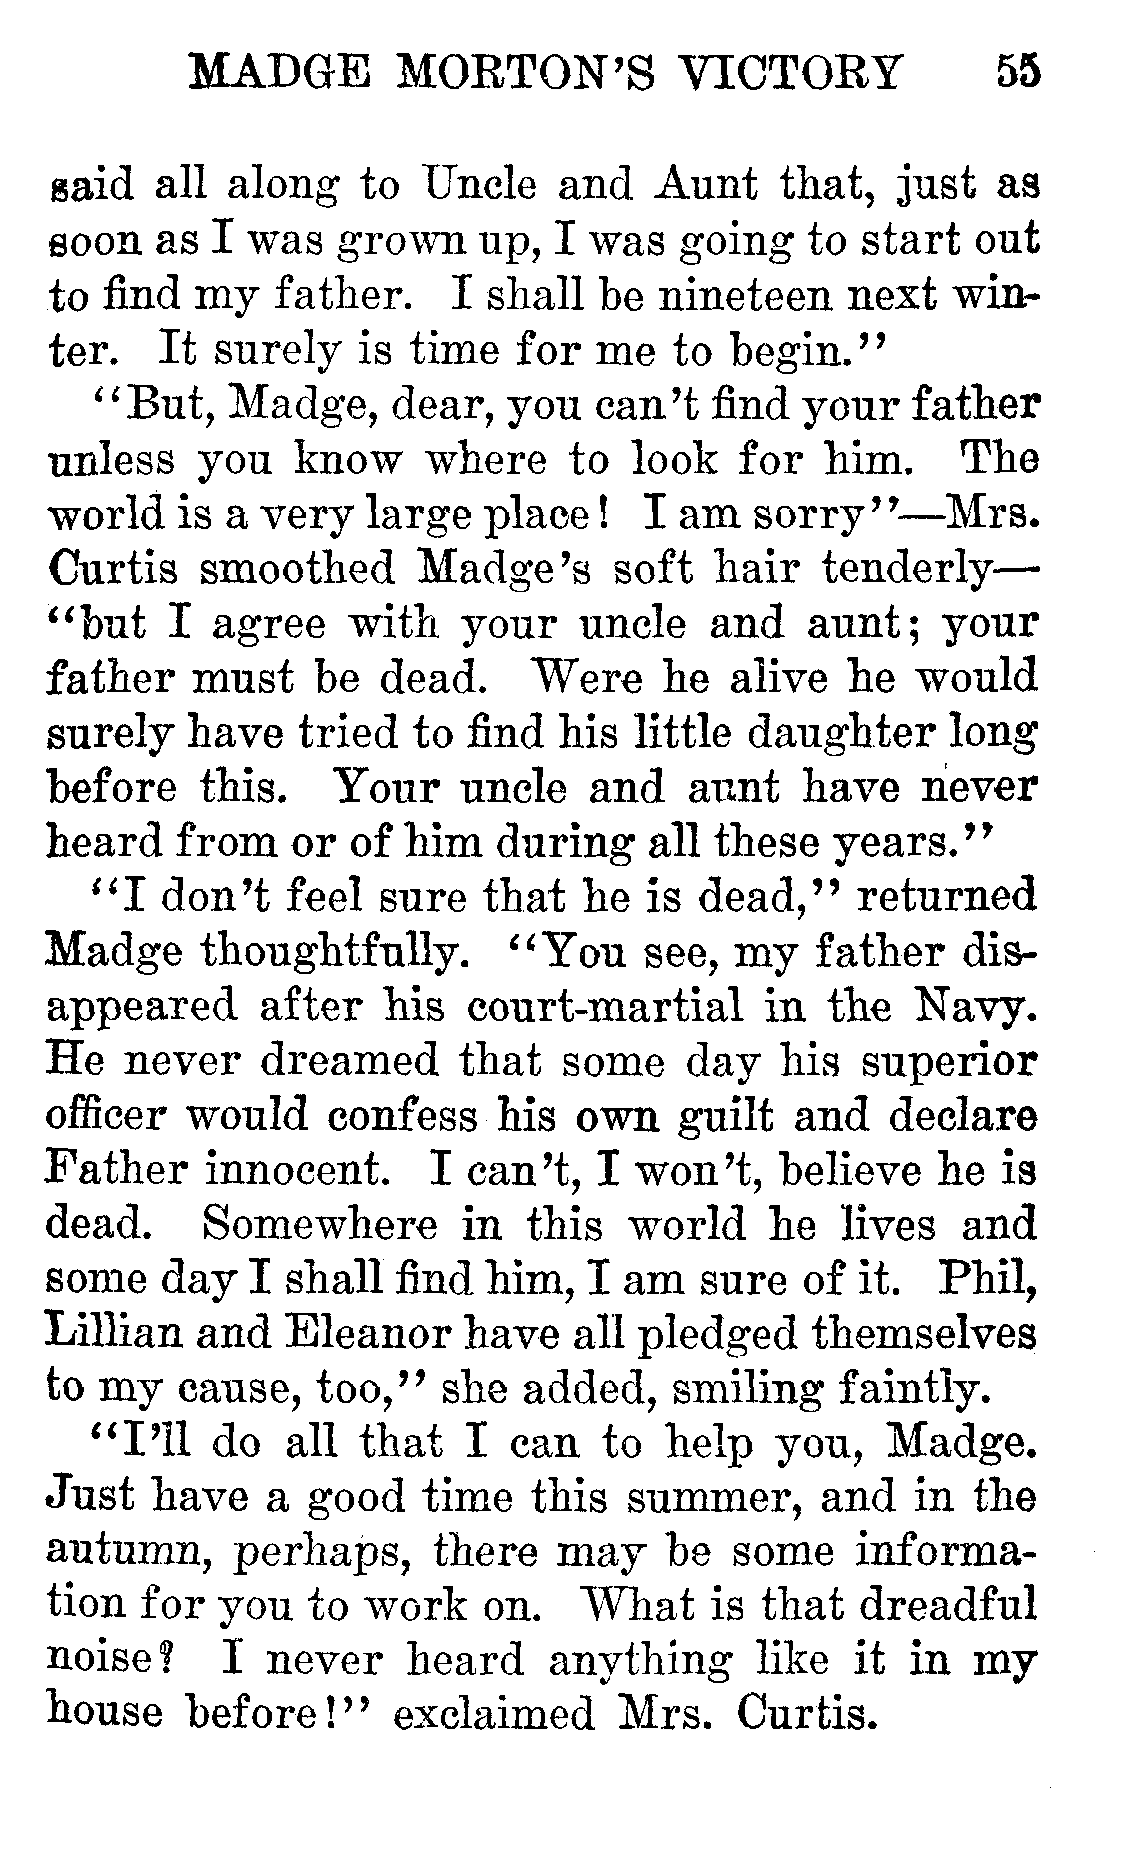 MADGE MORTON'S VICTORY 55
said all along to Uncle and Aunt that, just as
soon as I was grown up, I was going to start out
to find my father. I shall be nineteen next win-
ter. It surely is time for me to begin."
"But, Madge, dear, you can't find your father
unless you know where to look for him. The
world is a very large place! I am sorry"—Mrs.
Curtis smoothed Madge's soft hair tenderly—
"but I agree with your uncle and aunt; your
father must be dead. Were he alive he would
surely have tried to find his little daughter long
before this. Your uncle and aunt have never
heard from or of him during all these years."
"I don't feel sure that he is dead," returned
Madge thoughtfully. "You see, my father dis-
appeared after his court-martial in the Navy.
He never dreamed that some day his superior
officer would confess his own guilt and declare
Father innocent. I can't, I won't, believe he is
dead. Somewhere in this world he lives and
some day I shall find him, I am sure of it. Phil,
Lillian and Eleanor have all pledged themselves
to my cause, too," she added, smiling faintly.
"I'll do all that I can to help you, Madge.
Just have a good time this summer, and in the
autumn, perhaps, there may be some informa-
tion for you to work on. What is that dreadful
noise? I never heard anything like it in my
house before!" exclaimed Mrs. Curtis.